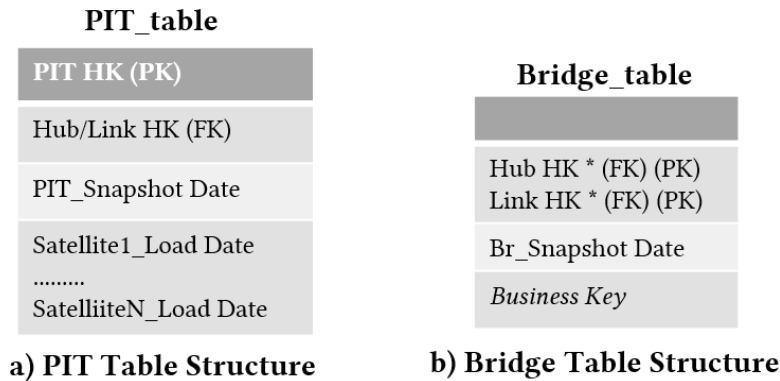 PIT_table
PIT HK (PK)
Hub/Link HK (FK)
PIT_Snapshot Date
Satellite1_Load Date
.........
SatelliiteN_Load Date
a) PIT Table Structure
Bridge_table
Hub HK * (FK) (PK)
Link HK * (FK) (PK)
Br_Snapshot Date
Business Key
b) Bridge Table Structure